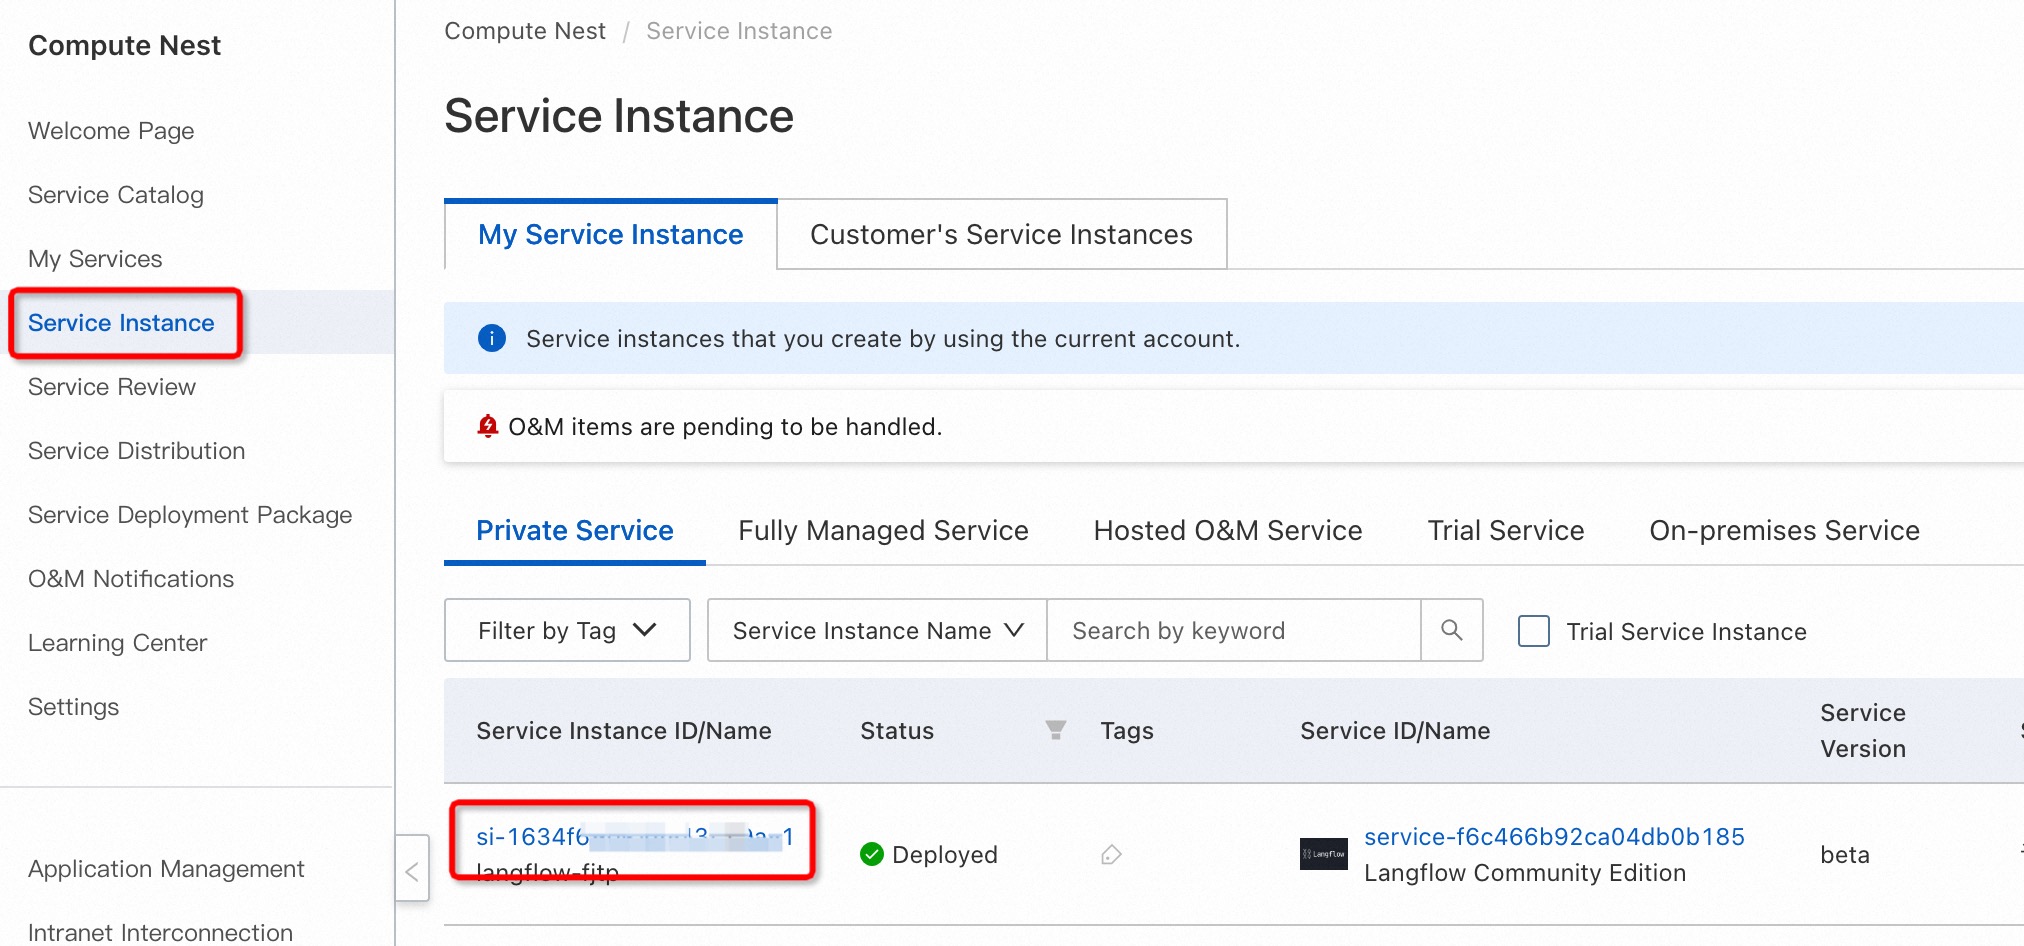 Compute Nest
Welcome Page
Service Catalog
My Services
Service Instance
Service Review
Service Distribution
Service Deployment Package
O&M Notifications
Learning Center
Settings
Application Management
Intranet Interconnection
Compute Nest / Service Instance
Service Instance
My Service Instance
Customer's Service Instances
Service instances that you create by using the current account.
O&M items are pending to be handled.
Private Service
Fully Managed Service
Hosted O&M Service
Trial Service
On-premises Service
Filter by Tag
Service Instance Name
Search by keyword
Trial Service Instance
Service Instance ID/Name
Status
Tags
Service ID/Name
Service
Version
langflow-fjtp
Deployed
Langflow
service-f6c466b92ca04db0b185
Langflow Community Edition
beta